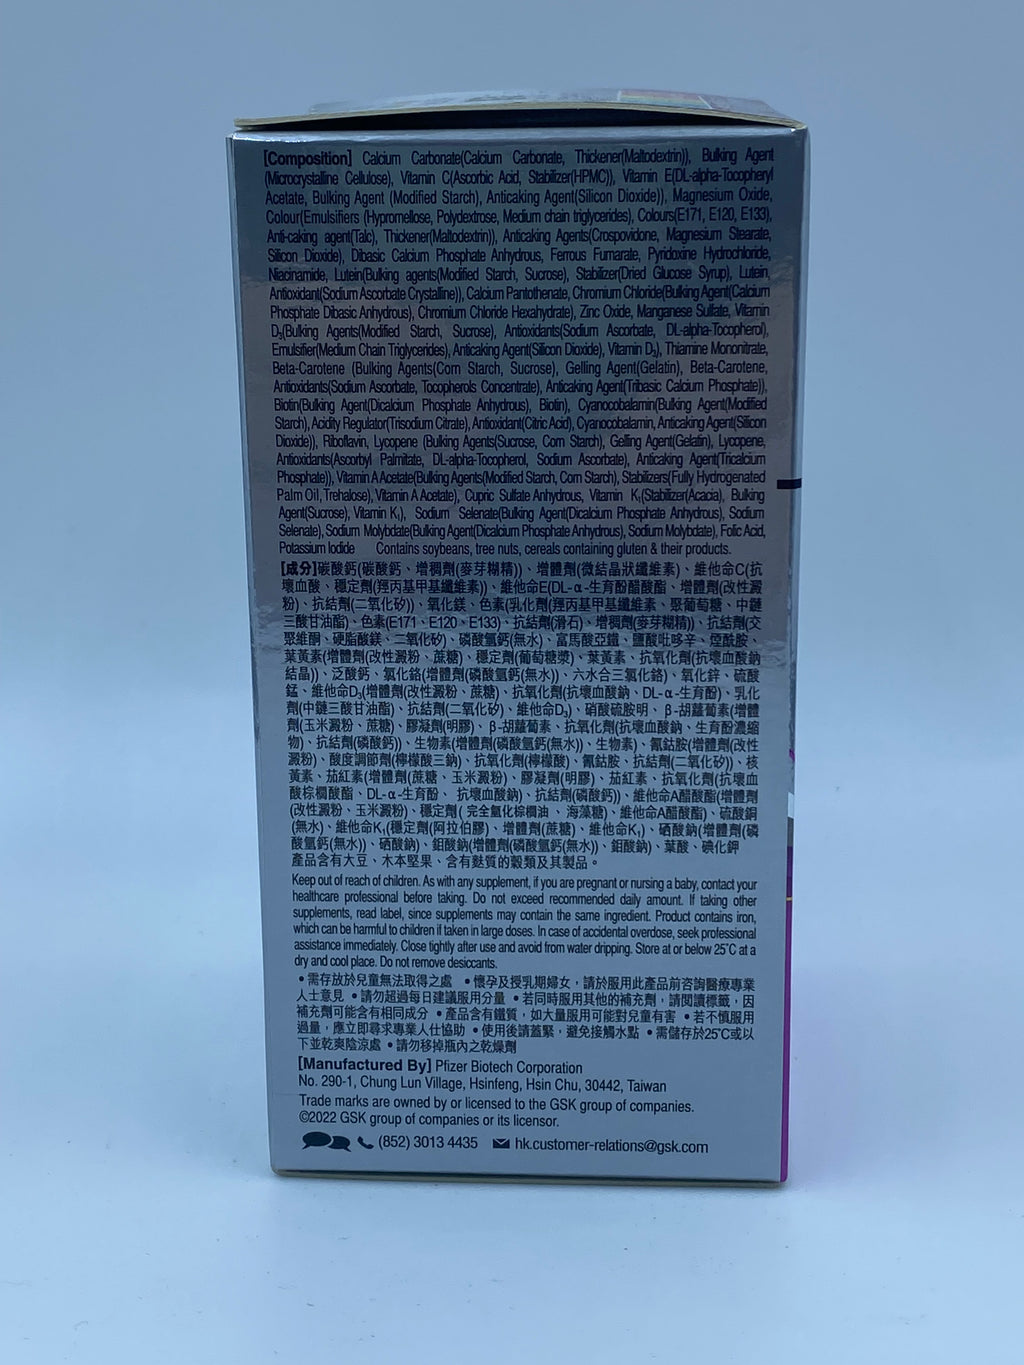 [Composition] Calcium Carbonate(Calcium Carbonate, Thickener(Maltodextrin)), Bulking Agent
(Microcrystalline Cellulose), Vitamin C(Ascorbic Acid, Stabilizer(HPMC)), Vitamin E(DL-alpha-Tocopheryl
Acetate, Bulking Agent (Modified Starch), Anticaking Agent(Silicon Dioxide)), Magnesium Oxide,
Colour(Emulsifiers (Hypromellose, Polydextrose, Medium chain triglycerides), Colours(E171, E120, E133),
Anti-caking agent(Talc), Thickener(Maltodextrin)), Anticaking Agents(Crospovidone, Magnesium Stearate,
Silicon Dioxide), Dibasic Calcium Phosphate Anhydrous, Ferrous Fumarate, Pyridoxine Hydrochloride,
Niacinamide, Lutein(Bulking agents(Modified Starch, Sucrose), Stabilizer(Dried Glucose Syrup), Lutein,
Antioxidant(Sodium Ascorbate Crystalline)), Calcium Pantothenate, Chromium Chloride(Bulking Agent(Calcium
Phosphate Dibasic Anhydrous), Chromium Chloride Hexahydrate), Zinc Oxide, Manganese Sulfate, Vitamin
D₃(Bulking Agents(Modified Starch, Sucrose), Antioxidants(Sodium Ascorbate, DL-alpha-Tocopherol),
Emulsifier(Medium Chain Triglycerides), Anticaking Agent(Silicon Dioxide), Vitamin D₃), Thiamine Mononitrate,
Beta-Carotene (Bulking Agents(Corn Starch, Sucrose), Gelling Agent(Gelatin), Beta-Carotene,
Antioxidants(Sodium Ascorbate, Tocopherols Concentrate), Anticaking Agent(Tribasic Calcium Phosphate)),
Biotin(Bulking Agent(Dicalcium Phosphate Anhydrous), Biotin), Cyanocobalamin(Bulking Agent(Modified
Starch), Acidity Regulator(Trisodium Citrate), Antioxidant(Citric Acid), Cyanocobalamin, Anticaking Agent(Silicon
Dioxide)), Riboflavin, Lycopene (Bulking Agents(Sucrose, Corn Starch), Gelling Agent(Gelatin), Lycopene,
Antioxidants(Ascorbyl Palmitate, DL-alpha-Tocopherol, Sodium Ascorbate), Anticaking Agent(Tricalcium
Phosphate)), Vitamin A Acetate(Bulking Agents(Modified Starch, Corn Starch), Stabilizers(Fully Hydrogenated
Palm Oil, Trehalose), Vitamin A Acetate), Cupric Sulfate Anhydrous, Vitamin K₁(Stabilizer(Acacia), Bulking
Agent(Sucrose), Vitamin K₁), Sodium Selenate(Bulking Agent(Dicalcium Phosphate Anhydrous), Sodium
Selenate), Sodium Molybdate(Bulking Agent(Dicalcium Phosphate Anhydrous), Sodium Molybdate), Folic Acid,
Potassium Iodide Contains soybeans, tree nuts, cereals containing gluten & their products.
[成分]碳酸鈣(碳酸鈣、增稠劑(麥芽糊精))、增體劑(微結晶狀纖維素)、維他命C(抗
壞血酸、穩定劑(羥丙基甲基纖維素))、維他命E(DL-α-生育酚醋酸酯、增體劑(改性澱
粉)、抗結劑(二氧化矽))、氧化鎂、色素(乳化劑(羥丙基甲基纖維素、聚葡萄糖、中鏈
三酸甘油酯)、色素(E171、E120、E133)、抗結劑(滑石)、增稠劑(麥芽糊精))、抗結劑(交
聚維酮、硬脂酸鎂、二氧化矽)、磷酸氫鈣(無水)、富馬酸亞鐵、鹽酸吡哆辛、煙酰胺、
葉黃素(增體劑(改性澱粉、蔗糖)、穩定劑(葡萄糖漿)、葉黃素、抗氧化劑(抗壞血酸鈉
結晶))、泛酸鈣、氯化鉻(增體劑(磷酸氫鈣(無水))、六水合三氯化鉻)、氧化鋅、硫酸
錳、維他命D₃(增體劑(改性澱粉、蔗糖)、抗氧化劑(抗壞血酸鈉、DL-α-生育酚)、乳化
劑(中鏈三酸甘油酯)、抗結劑(二氧化矽)、維他命D₃)、硝酸硫胺明、β-胡蘿蔔素(增體
劑(玉米澱粉、蔗糖)、膠凝劑(明膠)、β-胡蘿蔔素、抗氧化劑(抗壞血酸鈉、生育酚濃縮
物)、抗結劑(磷酸鈣))、生物素(增體劑(磷酸氫鈣(無水))、生物素)、氰鈷胺(增體劑(改性
澱粉)、酸度調節劑(檸檬酸三鈉)、抗氧化劑(檸檬酸)、氰鈷胺、抗結劑(二氧化矽))、核
黃素、茄紅素(增體劑(蔗糖、玉米澱粉)、膠凝劑(明膠)、茄紅素、抗氧化劑(抗壞血
酸棕櫚酸酯、DL-α-生育酚、抗壞血酸鈉)、抗結劑(磷酸鈣))、維他命A醋酸酯(增體劑
(改性澱粉、玉米澱粉)、穩定劑(完全氫化棕櫚油、海藻糖)、維他命A醋酸酯)、硫酸銅
(無水)、維他命K₁(穩定劑(阿拉伯膠)、增體劑(蔗糖)、維他命K₁)、硒酸鈉(增體劑(磷
酸氫鈣(無水))、硒酸鈉)、鉬酸鈉(增體劑(磷酸氫鈣(無水))、鉬酸鈉)、葉酸、碘化鉀
產品含有大豆、木本堅果、含有麩質的穀類及其製品。
Keep out of reach of children. As with any supplement, if you are pregnant or nursing a baby, contact your
healthcare professional before taking. Do not exceed recommended daily amount. If taking other
supplements, read label, since supplements may contain the same ingredient. Product contains iron,
which can be harmful to children if taken in large doses. In case of accidental overdose, seek professional
assistance immediately. Close tightly after use and avoid from water dripping. Store at or below 25˚C at a
dry and cool place. Do not remove desiccants.
•需存放於兒童無法取得之處 •懷孕及授乳期婦女，請於服用此產品前咨詢醫療專業
人士意見 •請勿超過每日建議服用分量 •若同時服用其他的補充劑，請閱讀標籤，因
補充劑可能含有相同成分 •產品含有鐵質，如大量服用可能對兒童有害 •若不慎服用
過量，應立即尋求專業人仕協助 •使用後請蓋緊，避免接觸水點 •需儲存於25˚C或以
下並乾爽陰涼處 •請勿移掉瓶內之乾燥劑
[Manufactured By] Pfizer Biotech Corporation
No. 290-1, Chung Lun Village, Hsinfeng, Hsin Chu, 30442, Taiwan
Trade marks are owned by or licensed to the GSK group of companies.
©2022 GSK group of companies or its licensor.
(852) 3013 4435 hk.customer-relations@gsk.com